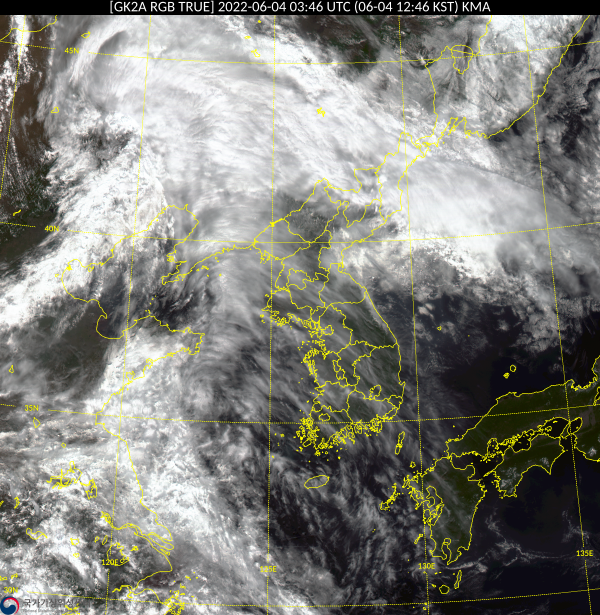 [GK2A RGB TRUE] 2022-06-04 03:46 UTC (06-04 12:46 KST) KMA
45N
40N
35N
120E
125E
130E
135E